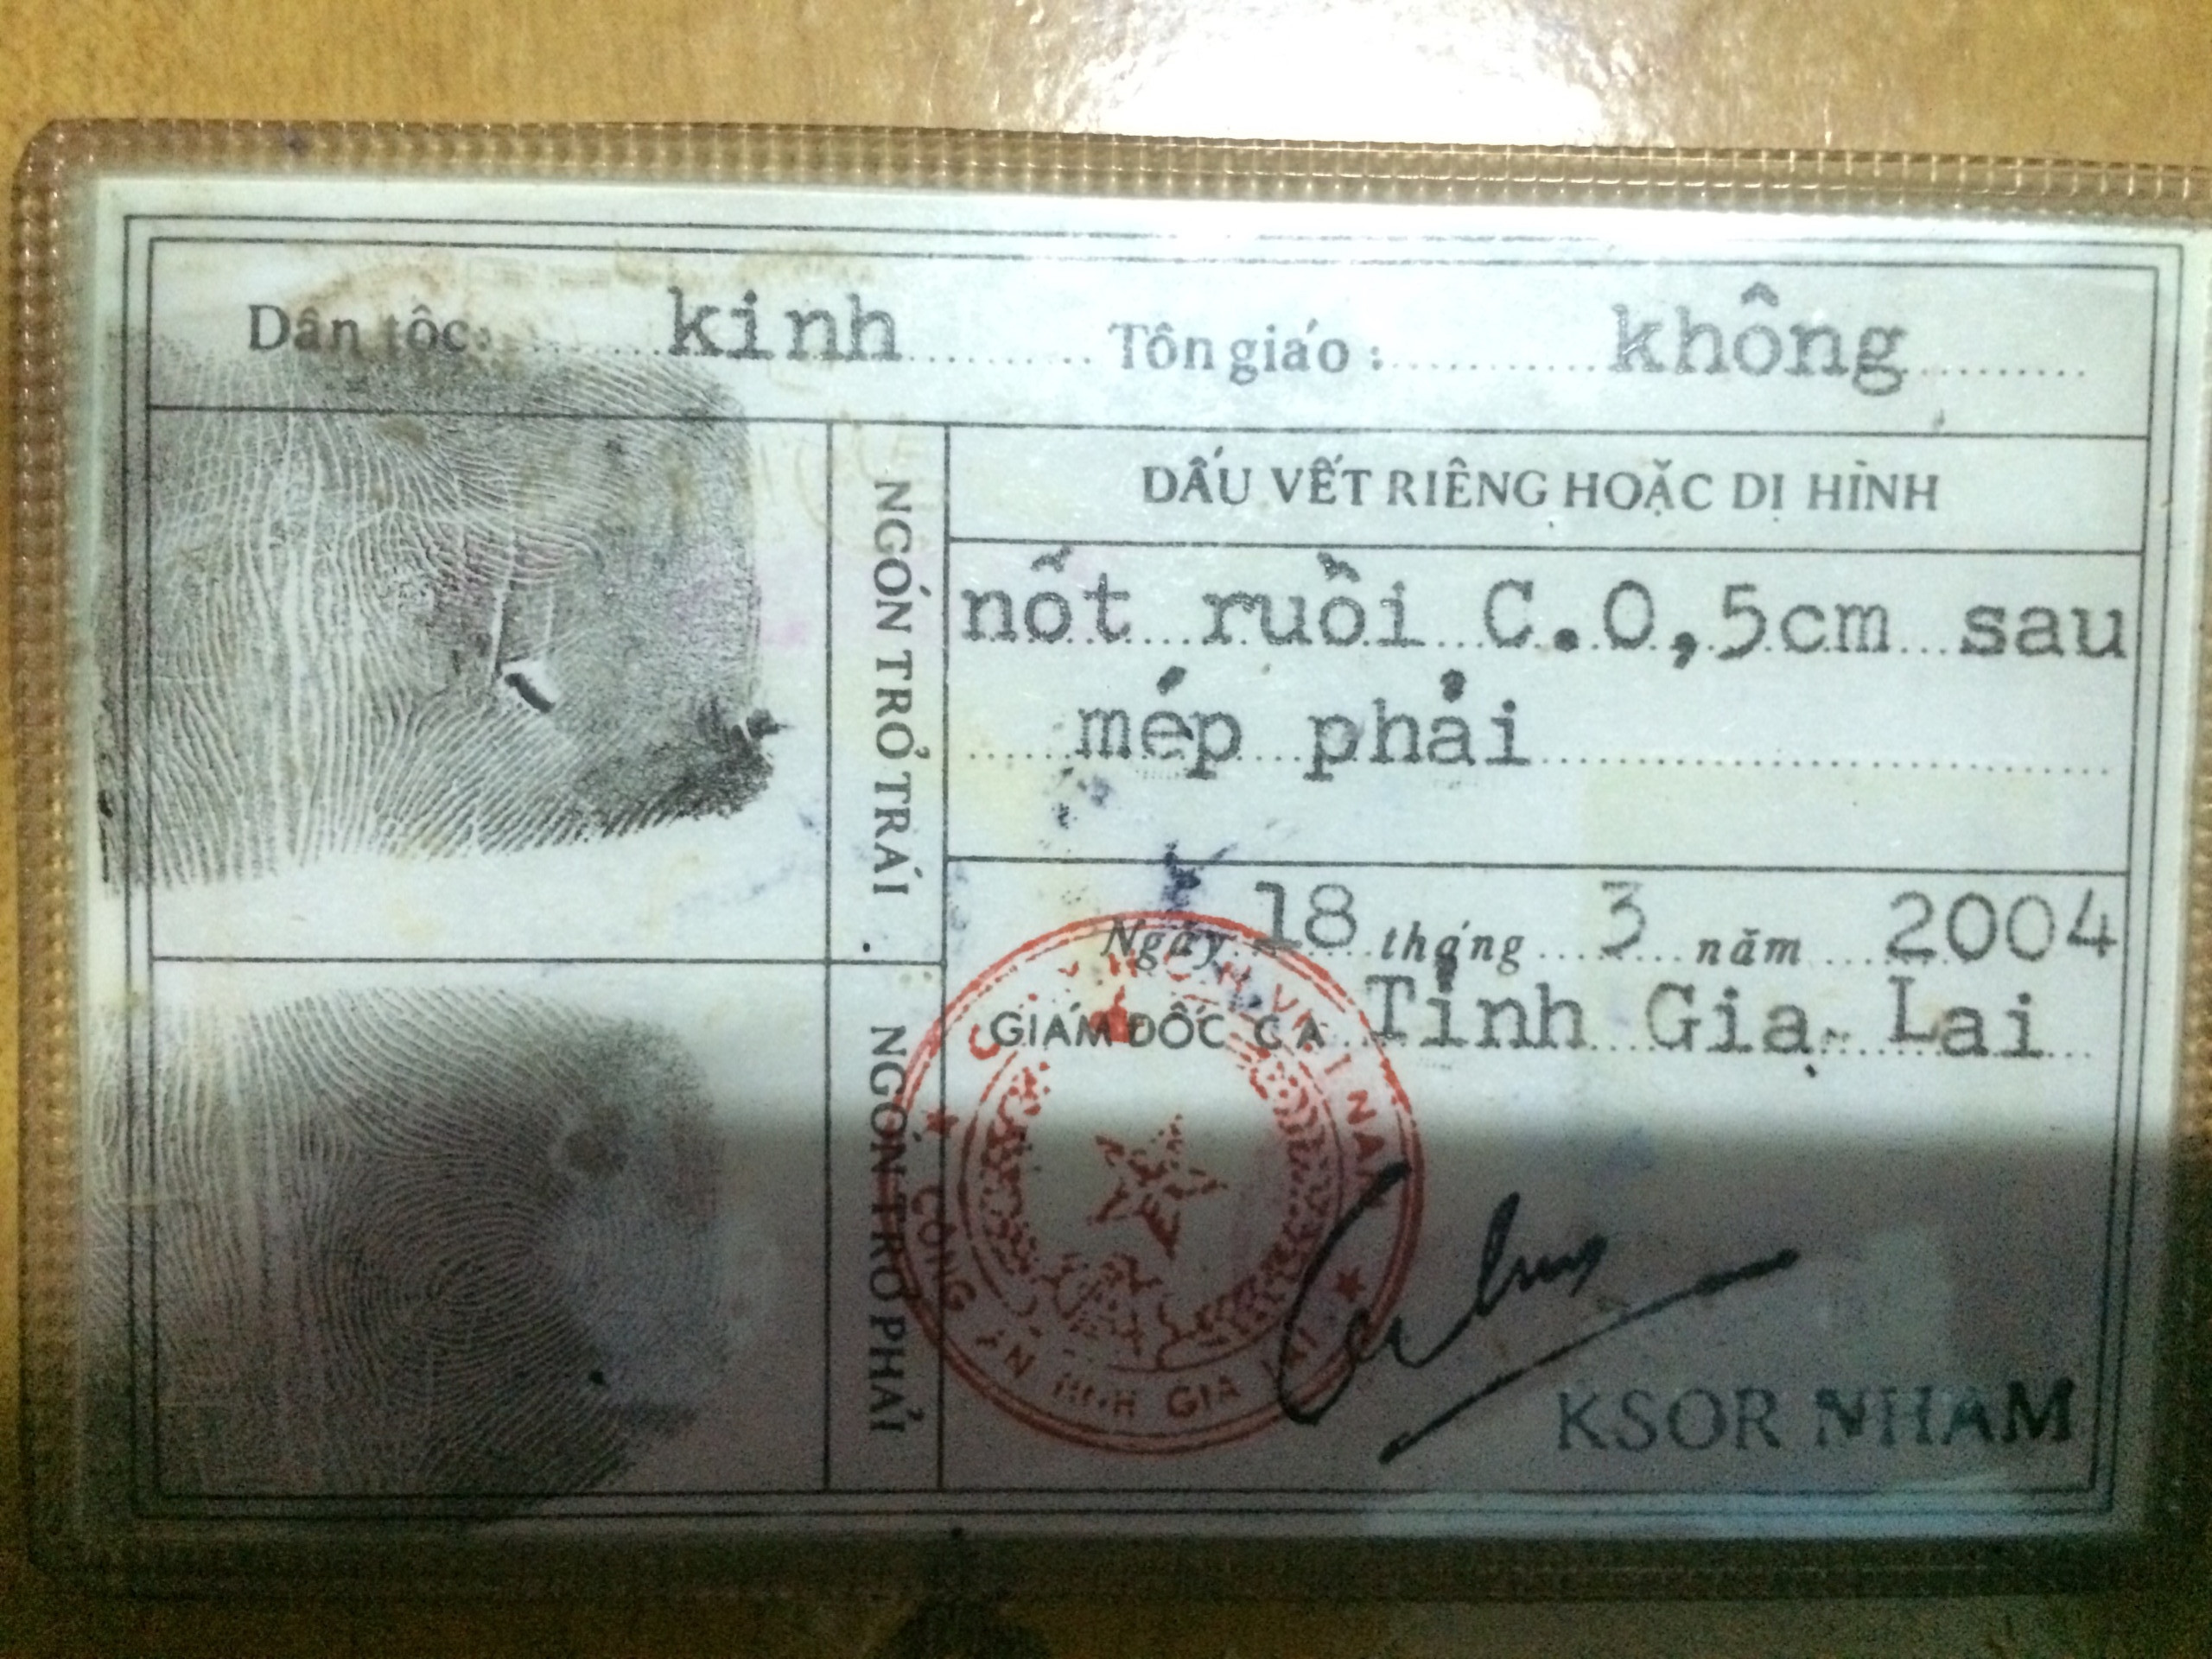 Dân tộc: kinh Tôn giáo: không
NGÓN TRỎ TRÁI
DẤU VẾT RIÊNG HOẶC DỊ HÌNH
nốt ruồi C.0,5cm sau
mép phải
Ngày 18 tháng 3 năm 2004
GIÁM ĐỐC CA Tỉnh Gia Lai
NGÓN TRỎ PHẢI
CÔNG AN TỈNH GIA LAI
KSOR NHAM